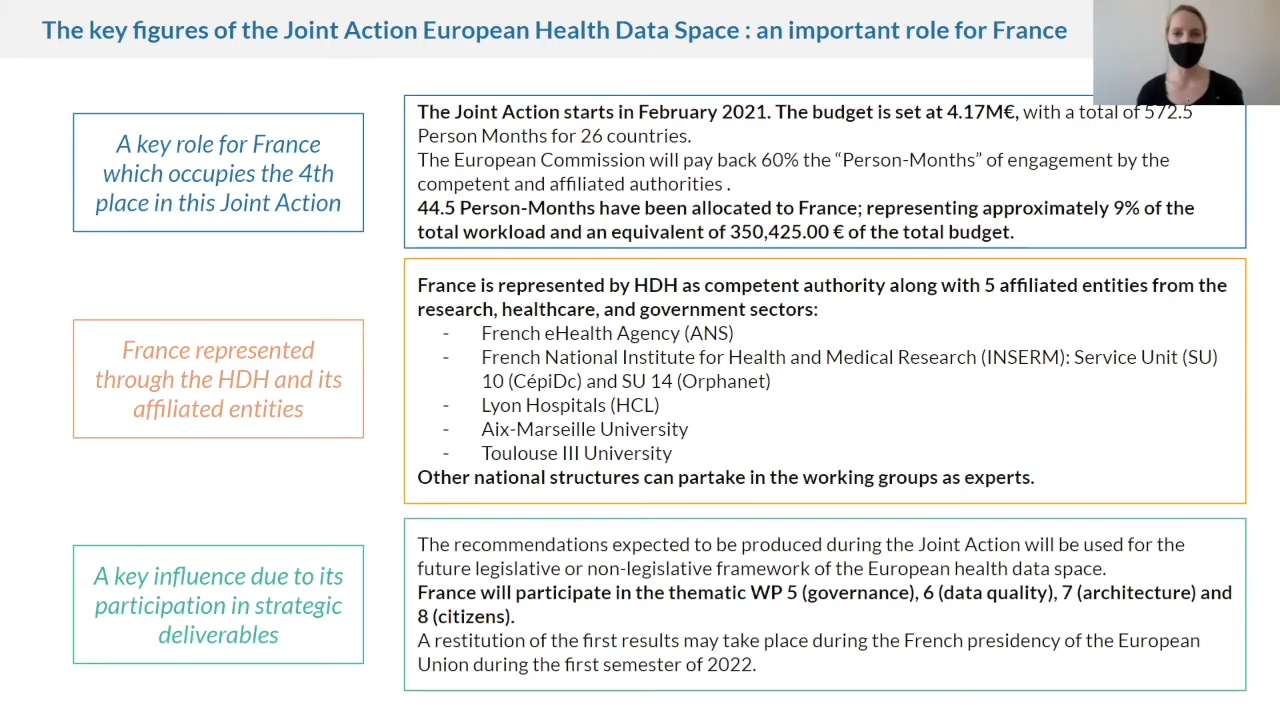 The key figures of the Joint Action European Health Data Space : an important role for France
A key role for France
which occupies the 4th
place in this Joint Action
The Joint Action starts in February 2021. The budget is set at 4.17M€, with a total of 572.5
Person Months for 26 countries.
The European Commission will pay back 60% the “Person-Months” of engagement by the
competent and affiliated authorities .
44.5 Person-Months have been allocated to France; representing approximately 9% of the
total workload and an equivalent of 350,425.00 € of the total budget.
France represented
through the HDH and its
affiliated entities
France is represented by HDH as competent authority along with 5 affiliated entities from the
research, healthcare, and government sectors:
- French eHealth Agency (ANS)
- French National Institute for Health and Medical Research (INSERM): Service Unit (SU)
10 (CépiDc) and SU 14 (Orphanet)
- Lyon Hospitals (HCL)
- Aix-Marseille University
- Toulouse III University
Other national structures can partake in the working groups as experts.
A key influence due to its
participation in strategic
deliverables
The recommendations expected to be produced during the Joint Action will be used for the
future legislative or non-legislative framework of the European health data space.
France will participate in the thematic WP 5 (governance), 6 (data quality), 7 (architecture) and
8 (citizens).
A restitution of the first results may take place during the French presidency of the European
Union during the first semester of 2022.